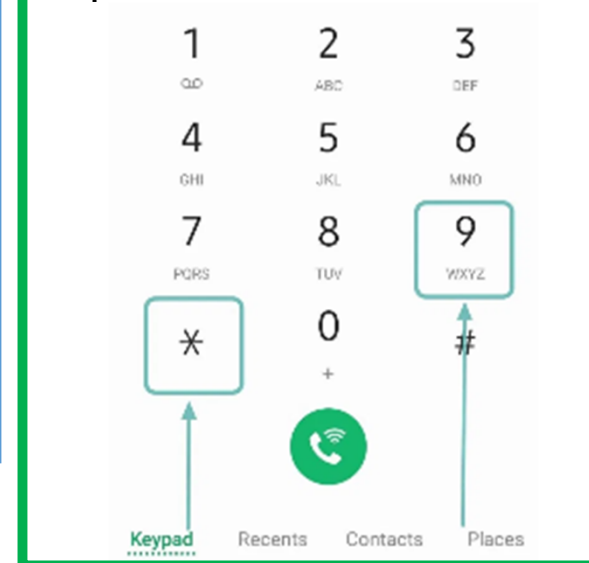 1 2 3
ABC DEF
4 5 6
GHI JKL MNO
7 8 9
PQRS TUV WXYZ
* 0 #
+
Keypad Recents Contacts Places